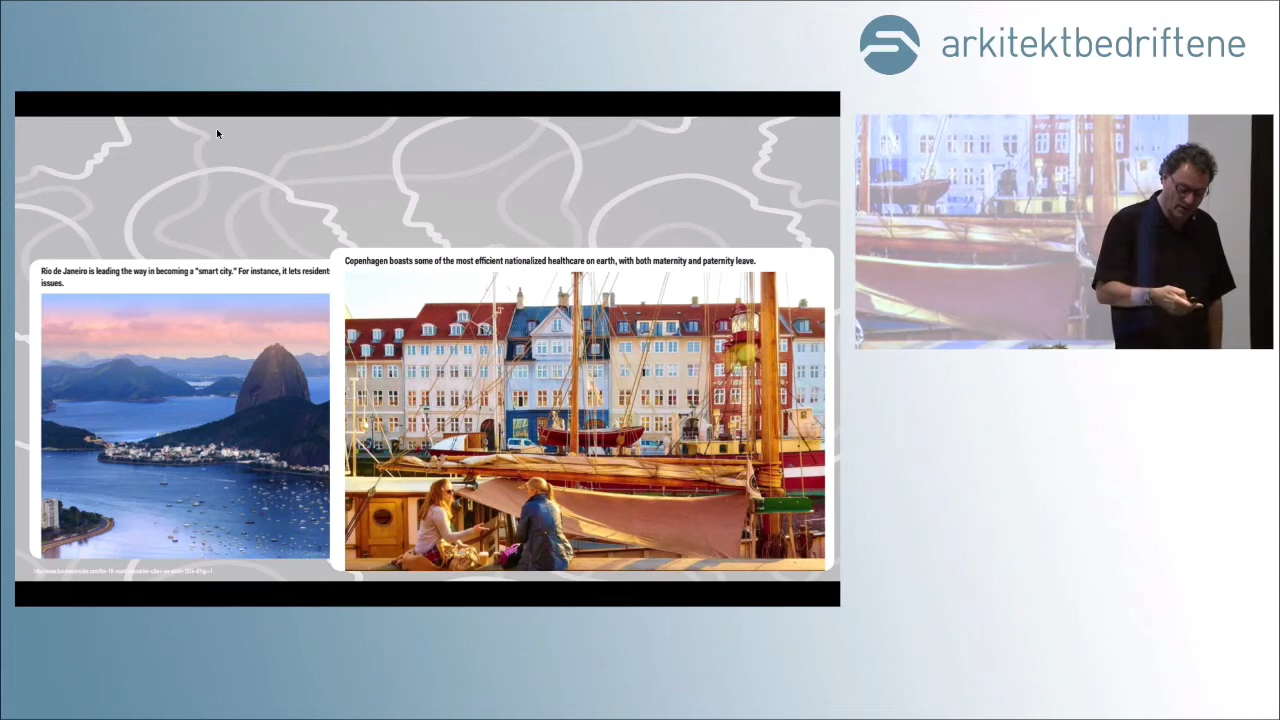 arkitektbedriftene
Rio de Janeiro is leading the way in becoming a "smart city." For instance, it lets residents
issues.
Copenhagen boasts some of the most efficient nationalized healthcare on earth, with both maternity and paternity leave.